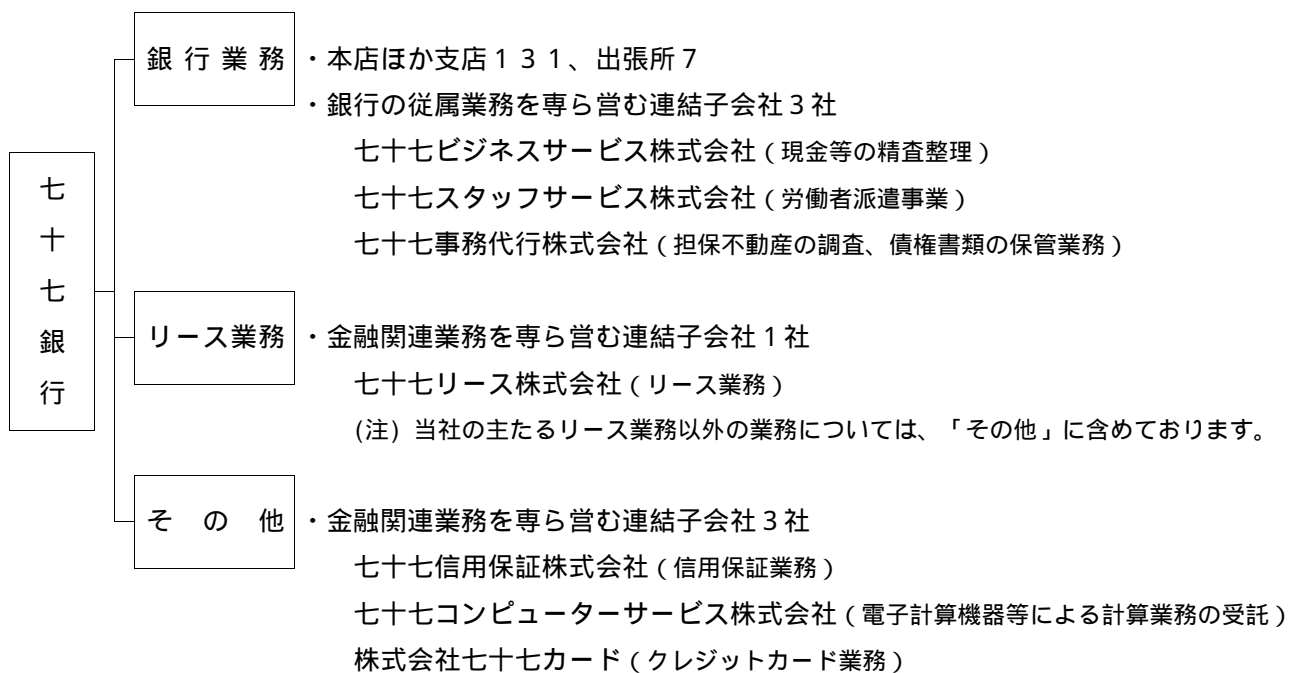 七十七銀行
銀行業務
・本店ほか支店131、出張所7
・銀行の従属業務を専ら営む連結子会社3社
七十七ビジネスサービス株式会社(現金等の精査整理)
七十七スタッフサービス株式会社(労働者派遣事業)
七十七事務代行株式会社(担保不動産の調査、債権書類の保管業務)
リース業務
・金融関連業務を専ら営む連結子会社1社
七十七リース株式会社(リース業務)
(注) 当社の主たるリース業務以外の業務については、「その他」に含めております。
その他
・金融関連業務を専ら営む連結子会社3社
七十七信用保証株式会社(信用保証業務)
七十七コンピューターサービス株式会社(電子計算機器等による計算業務の受託)
株式会社七十七カード(クレジットカード業務)